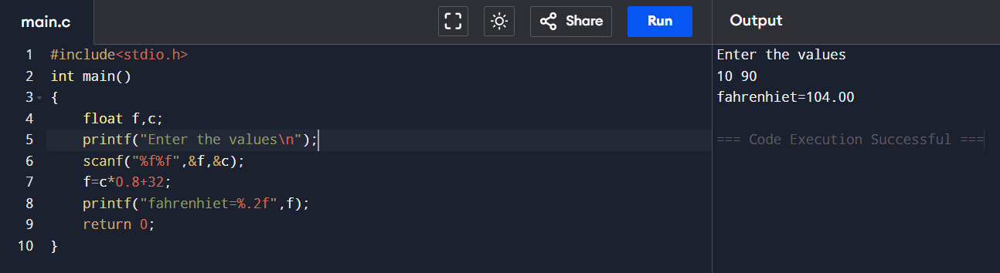 main.c Share Run Output
1 #include<stdio.h>
2 int main()
3 {
4     float f,c;
5     printf("Enter the values\n");
6     scanf("%f%f",&f,&c);
7     f=c*0.8+32;
8     printf("fahrenhiet=%.2f",f);
9     return 0;
10 }
Enter the values
10 90
fahrenhiet=104.00
=== Code Execution Successful ===